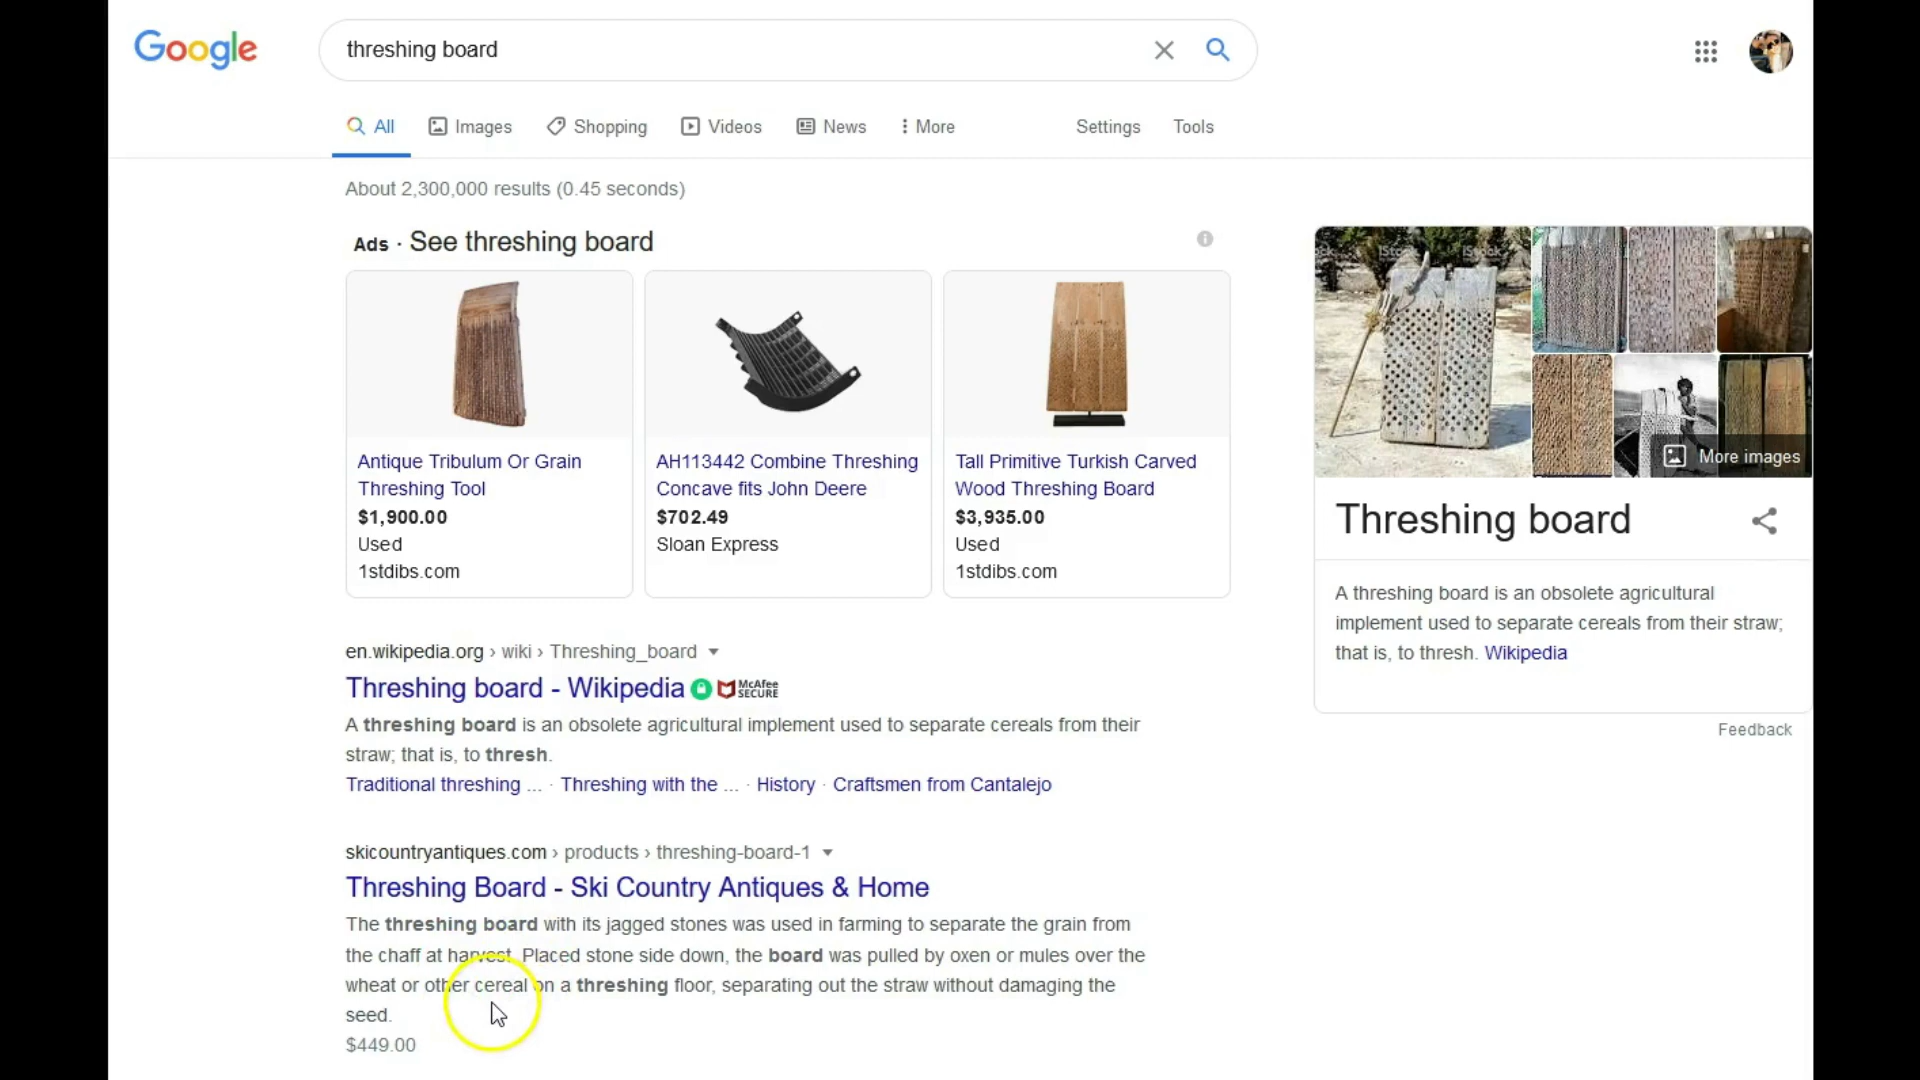 Google
threshing board
All
Images
Shopping
Videos
News
More
Settings
Tools
About 2,300,000 results (0.45 seconds)
Ads · See threshing board
Antique Tribulum Or Grain
Threshing Tool
$1,900.00
Used
1stdibs.com
AH113442 Combine Threshing
Concave fits John Deere
$702.49
Sloan Express
Tall Primitive Turkish Carved
Wood Threshing Board
$3,935.00
Used
1stdibs.com
en.wikipedia.org › wiki › Threshing_board
Threshing board - Wikipedia McAfee SECURE
A threshing board is an obsolete agricultural implement used to separate cereals from their
straw; that is, to thresh.
Traditional threshing ... · Threshing with the ... · History · Craftsmen from Cantalejo
skicountryantiques.com › products › threshing-board-1
Threshing Board - Ski Country Antiques & Home
The threshing board with its jagged stones was used in farming to separate the grain from
the chaff at harvest. Placed stone side down, the board was pulled by oxen or mules over the
wheat or other cereal on a threshing floor, separating out the straw without damaging the
seed.
$449.00
More images
Threshing board
A threshing board is an obsolete agricultural
implement used to separate cereals from their straw;
that is, to thresh. Wikipedia
Feedback